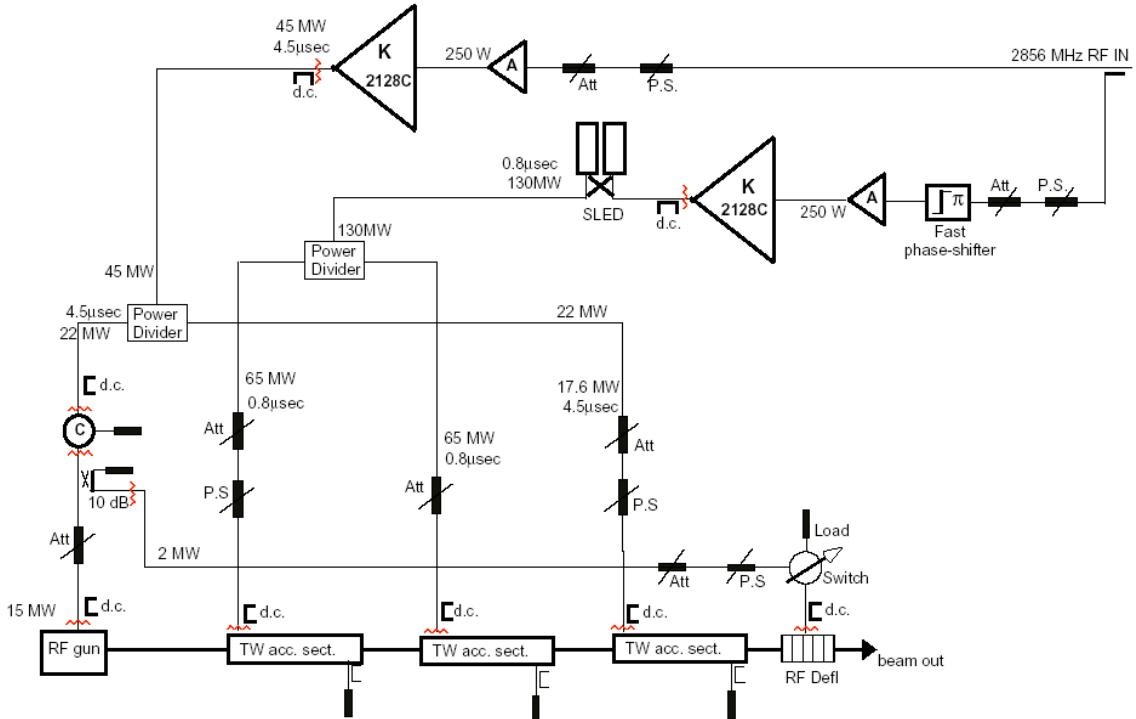 45 MW
4.5µsec
d.c.
K
2128C
250 W
A
Att
P.S.
2856 MHz RF IN
0.8µsec
130MW
SLED
d.c.
K
2128C
250 W
A
π
Fast
phase-shifter
Att
P.S.
130MW
Power
Divider
45 MW
4.5µsec
22 MW
Power
Divider
22 MW
d.c.
C
65 MW
0.8µsec
Att
65 MW
0.8µsec
17.6 MW
4.5µsec
Att
10 dB
P.S
Att
P.S
Att
2 MW
Att
P.S
Load
Switch
15 MW
d.c.
d.c.
d.c.
d.c.
d.c.
RF gun
TW acc. sect.
TW acc. sect.
TW acc. sect.
RF Defl
beam out